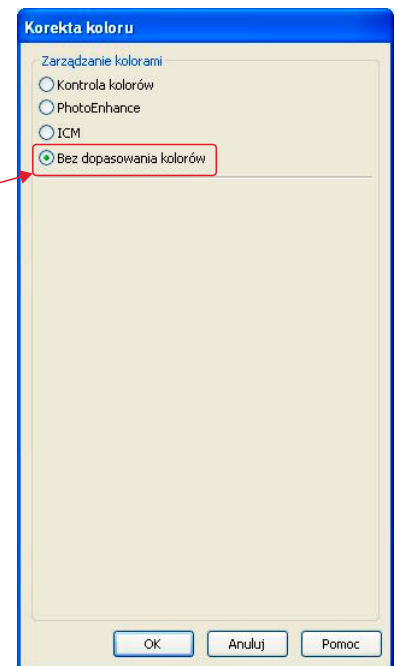 Korekta koloru
Zarządzanie kolorami
Kontrola kolorów
PhotoEnhance
ICM
Bez dopasowania kolorów
OK Anuluj Pomoc